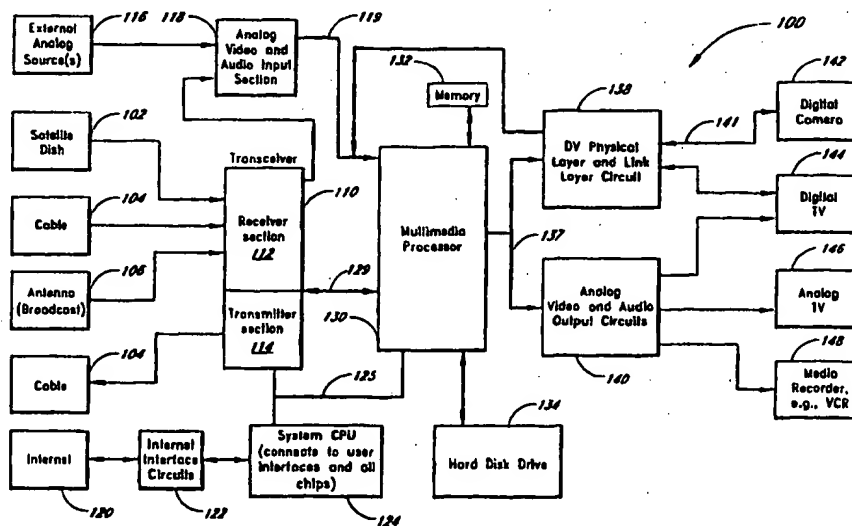 100
External
Analog
Source(s)
116
118
Analog
Video and
Audio Input
Section
119
Satellite
Dish
102
Cable
104
Antenna
(Broadcast)
106
Cable
104
Internet
120
Internet
Interface
Circuits
122
Transceiver
110
Receiver
section
112
Transmitter
section
114
129
130
125
System CPU
(connects to user
interfaces and all
chips)
124
132
Memory
Multimedia
Processor
134
Hard Disk Drive
137
138
DV Physical
Layer and Link
Layer Circuit
141
Analog
Video and Audio
Output Circuits
140
142
Digital
Camera
144
Digital
TV
146
Analog
TV
148
Media
Recorder,
e.g., VCR